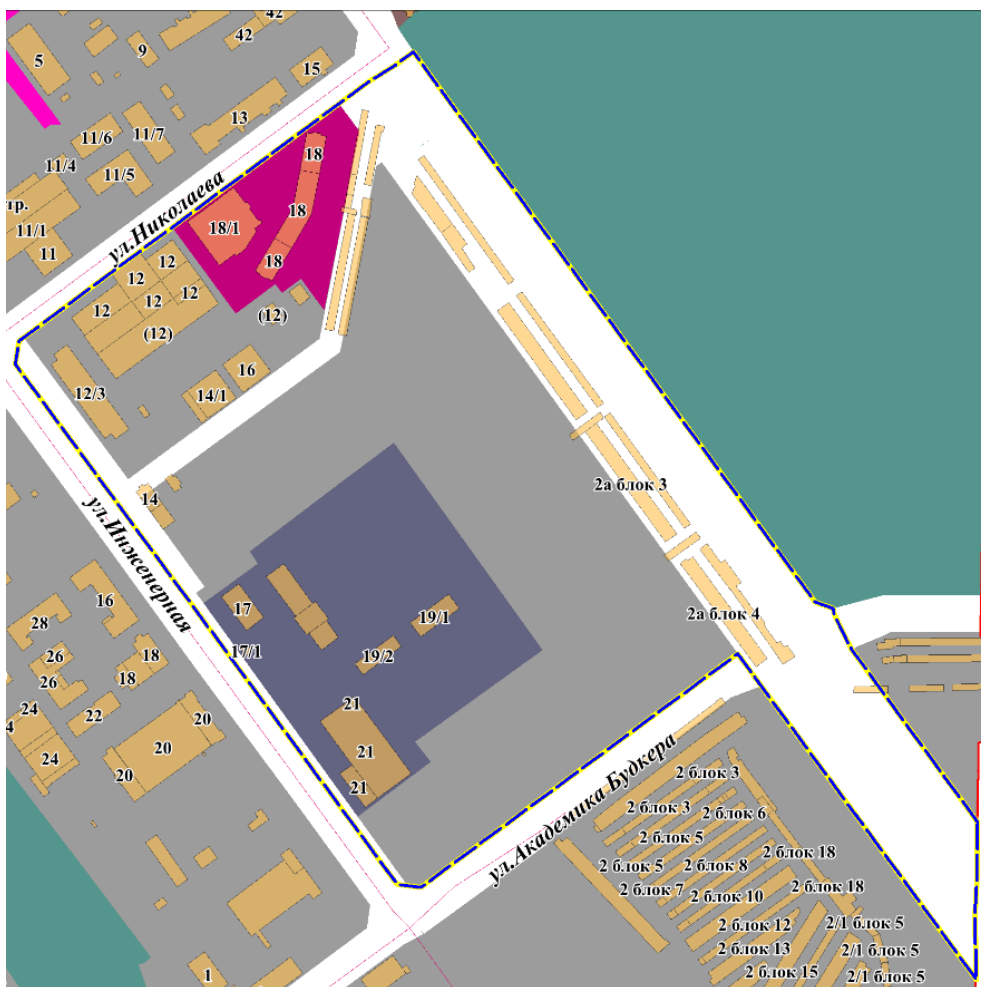 42
42
5
9
15
13
11/6
11/7
11/4
11/5
18
тр.
ул.Николаева
18
11/1
18/1
11
12
18
12
12
12
12
(12)
(12)
16
12/3
14/1
2а блок 3
14
ул.Инженерная
16
17
19/1
2а блок 4
28
17/1
19/2
26
18
26
18
24
21
22
20
4
20
21
24
ул.Академика Будкера
20
21
2 блок 3
2 блок 3
2 блок 6
2 блок 5
2 блок 18
2 блок 5
2 блок 8
2 блок 7
2 блок 10
2 блок 18
2 блок 12
2/1 блок 5
2 блок 13
2/1 блок 5
2 блок 15
2/1 блок 5
1